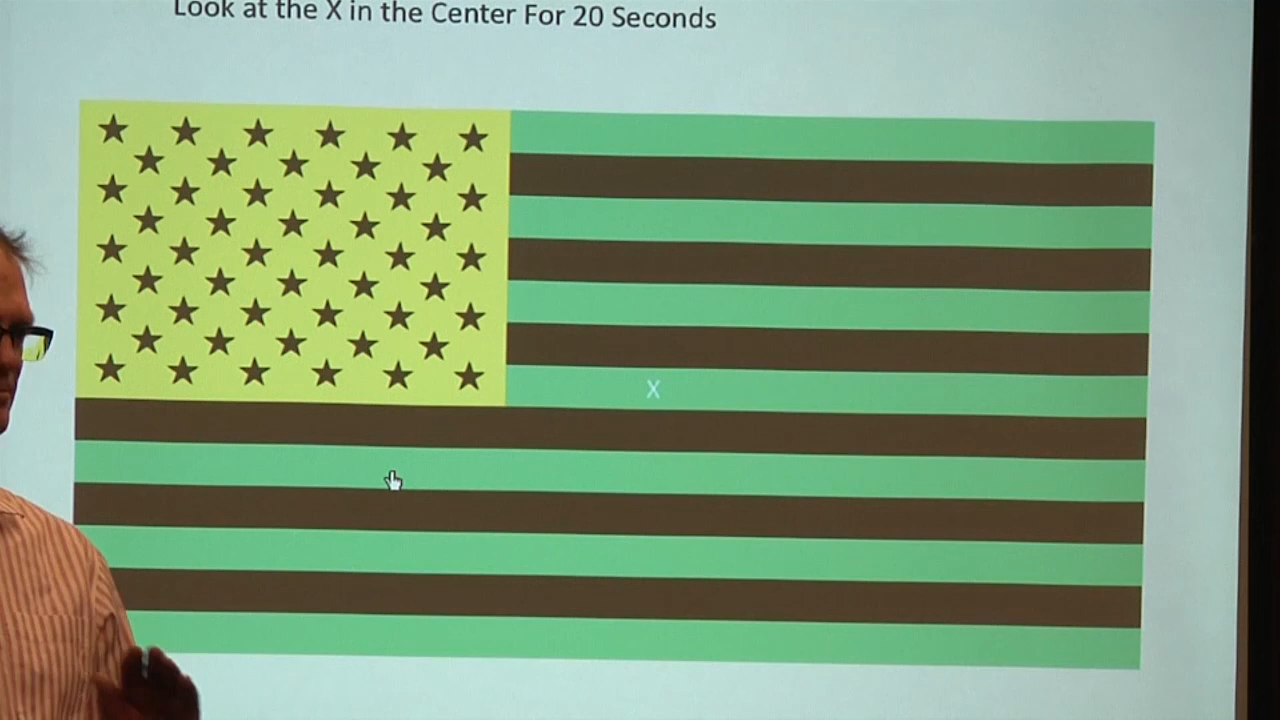 Look at the X in the Center For 20 Seconds
X